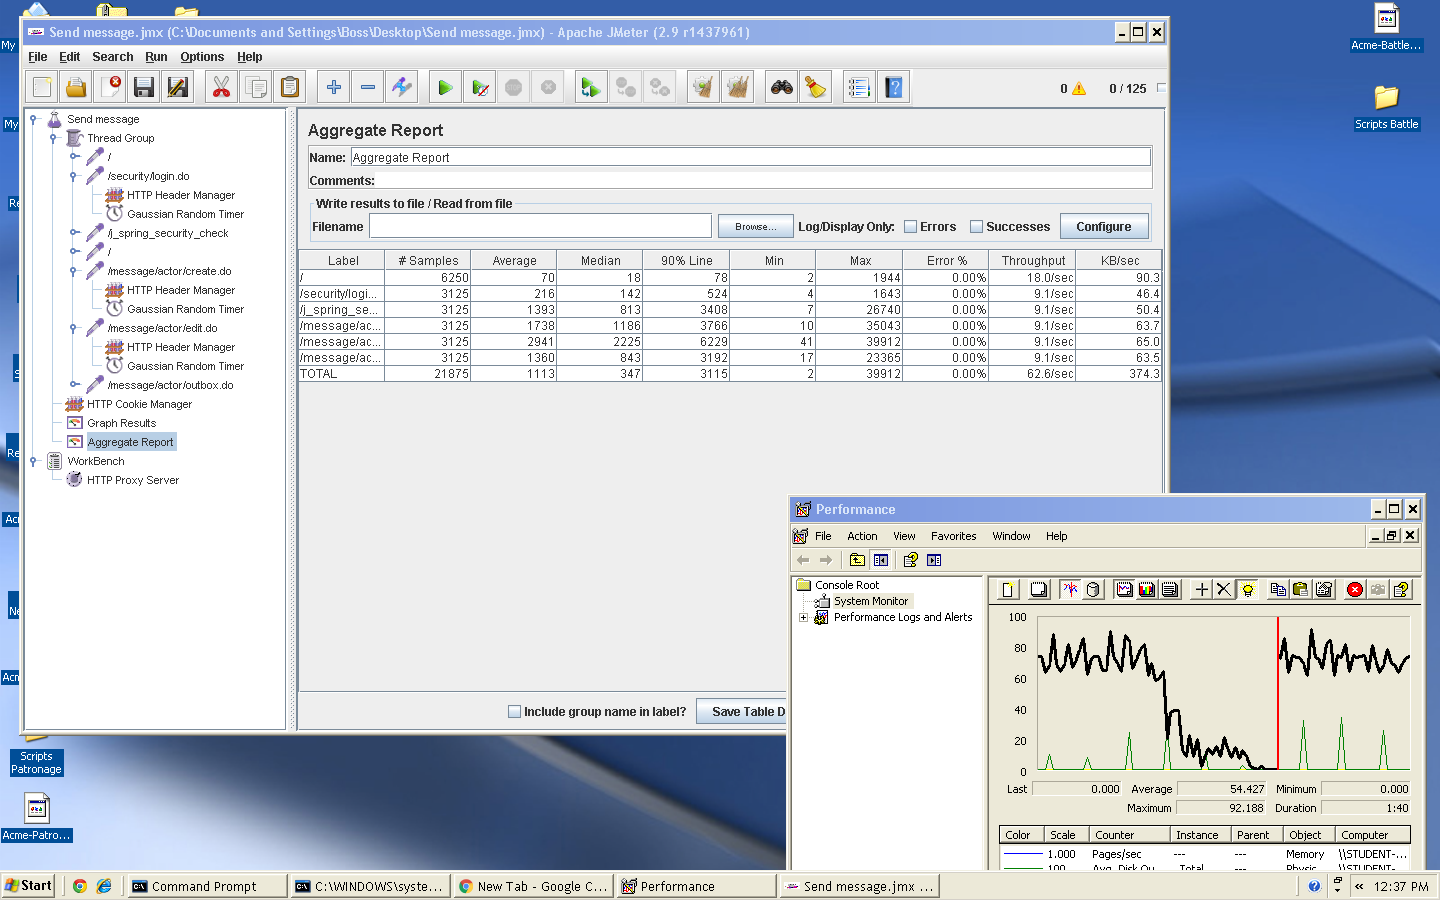 Send message.jmx (C:\Documents and Settings\Boss\Desktop\Send message.jmx) - Apache JMeter (2.9 r1437961)
File Edit Search Run Options Help
0 0 / 125
Send message
Thread Group
/
/security/login.do
HTTP Header Manager
Gaussian Random Timer
/j_spring_security_check
/
/message/actor/create.do
HTTP Header Manager
Gaussian Random Timer
/message/actor/edit.do
HTTP Header Manager
Gaussian Random Timer
/message/actor/outbox.do
HTTP Cookie Manager
Graph Results
Aggregate Report
WorkBench
HTTP Proxy Server
Aggregate Report
Name: Aggregate Report
Comments:
Write results to file / Read from file
Filename Browse... Log/Display Only: Errors Successes Configure
Label # Samples Average Median 90% Line Min Max Error % Throughput KB/sec
/ 6250 70 18 78 2 1944 0.00% 18.0/sec 90.3
/security/logi... 3125 216 142 524 4 1643 0.00% 9.1/sec 46.4
/j_spring_se... 3125 1393 813 3408 7 26740 0.00% 9.1/sec 50.4
/message/ac... 3125 1738 1186 3766 10 35043 0.00% 9.1/sec 63.7
/message/ac... 3125 2941 2225 6229 41 39912 0.00% 9.1/sec 65.0
/message/ac... 3125 1360 843 3192 17 23365 0.00% 9.1/sec 63.5
TOTAL 21875 1113 347 3115 2 39912 0.00% 62.6/sec 374.3
Include group name in label? Save Table D
Performance
File Action View Favorites Window Help
Console Root
System Monitor
Performance Logs and Alerts
100
80
60
40
20
0
Last 0.000 Average 54.427 Minimum 0.000
Maximum 92.188 Duration 1:40
Color Scale Counter Instance Parent Object Computer
1.000 Pages/sec --- --- Memory \\STUDENT-...
100 Avg. Disk Qu Total --- Physic \\STUDENT-
My
My
Re
S
Re
Acı
Ne
Acm
Scripts
Patronage
Acme-Patro...
Acme-Battle...
Scripts Battle
Start Command Prompt C:\WINDOWS\syste... New Tab - Google C... Performance Send message.jmx ... « 12:37 PM